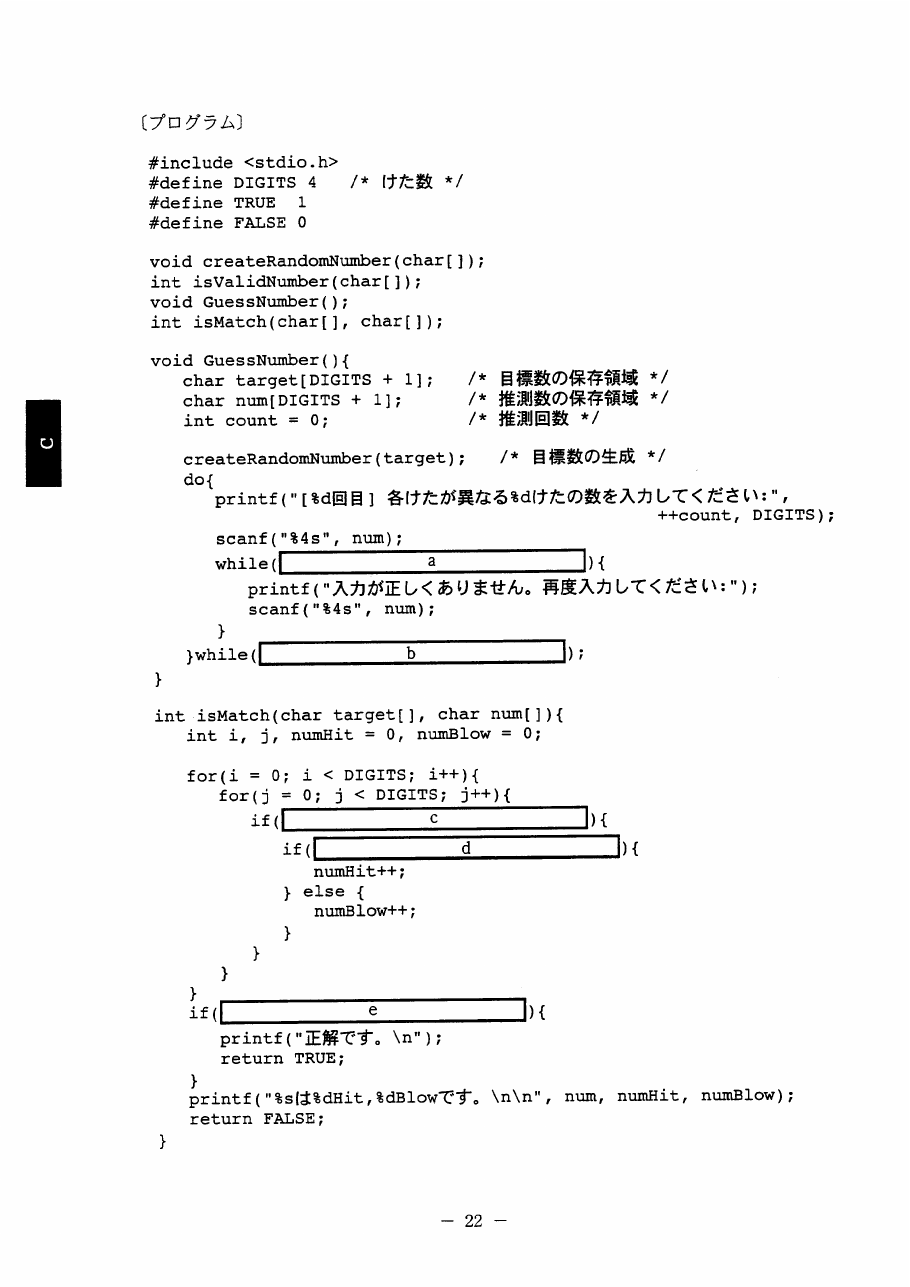 〔プログラム〕
#include <stdio.h>
#define DIGITS 4 /* けた数 */
#define TRUE 1
#define FALSE 0
void createRandomNumber(char[]);
int isValidNumber(char[]);
void GuessNumber();
int isMatch(char[], char[]);
void GuessNumber(){
char target[DIGITS + 1]; /* 目標数の保存領域 */
char num[DIGITS + 1]; /* 推測数の保存領域 */
int count = 0; /* 推測回数 */
C
createRandomNumber(target); /* 目標数の生成 */
do{
printf("[%d回目] 各けたが異なる%dけたの数を入力してください:",
++count, DIGITS);
scanf("%4s", num);
while( a ){
printf("入力が正しくありません。再度入力してください:");
scanf("%4s", num);
}
}while( b );
}
int isMatch(char target[], char num[]){
int i, j, numHit = 0, numBlow = 0;
for(i = 0; i < DIGITS; i++){
for(j = 0; j < DIGITS; j++){
if( c ){
if( d ){
numHit++;
} else {
numBlow++;
}
}
}
}
if( e ){
printf("正解です。\n");
return TRUE;
}
printf("%sは%dHit,%dBlowです。\n\n", num, numHit, numBlow);
return FALSE;
}
— 22 —